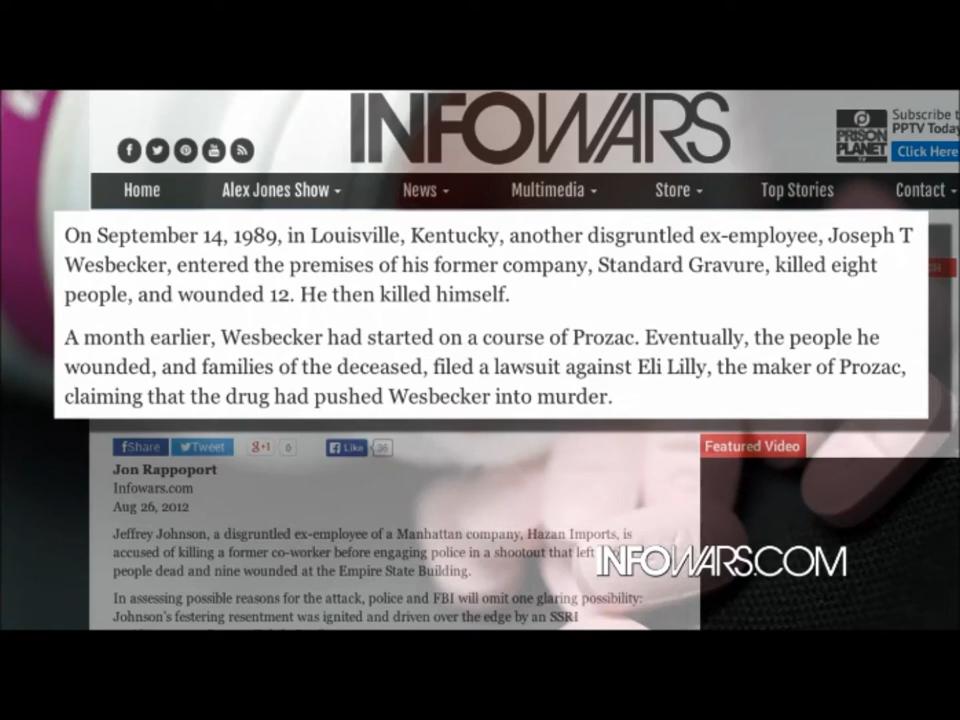 INFOWARS
PRISON
PLANET
TV
Subscribe t
PPTV Today
Click Here
Home
Alex Jones Show
News
Multimedia
Store
Top Stories
Contact
On September 14, 1989, in Louisville, Kentucky, another disgruntled ex-employee, Joseph T
Wesbecker, entered the premises of his former company, Standard Gravure, killed eight
people, and wounded 12. He then killed himself.
A month earlier, Wesbecker had started on a course of Prozac. Eventually, the people he
wounded, and families of the deceased, filed a lawsuit against Eli Lilly, the maker of Prozac,
claiming that the drug had pushed Wesbecker into murder.
Share
Tweet
g+1
0
Like
36
Featured Video
Jon Rappoport
Infowars.com
Aug 26, 2012
Jeffrey Johnson, a disgruntled ex-employee of a Manhattan company, Hazan Imports, is
accused of killing a former co-worker before engaging police in a shootout that left
people dead and nine wounded at the Empire State Building.
INFOWARS.COM
In assessing possible reasons for the attack, police and FBI will omit one glaring possibility:
Johnson's festering resentment was ignited and driven over the edge by an SSRI